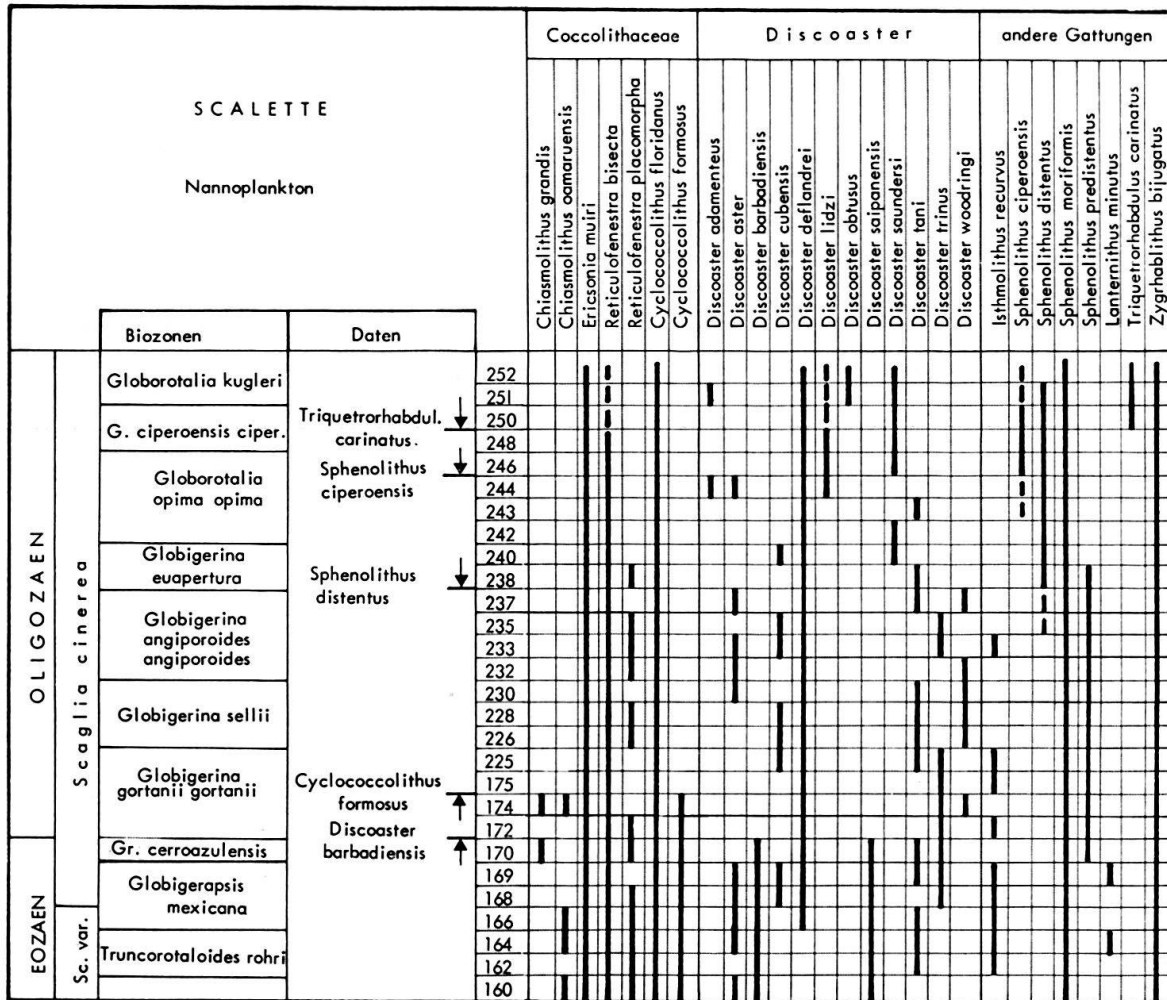 SCALETTE
Nannoplankton
Coccolithaceae
Discoaster
andere Gattungen
Chiasmolithus grandis
Chiasmolithus oamaruensis
Ericsonia muiri
Reticulofenestra bisecta
Reticulofenestra placomorpha
Cyclococcolithus floridanus
Cyclococcolithus formosus
Discoaster adamenteus
Discoaster aster
Discoaster barbadiensis
Discoaster cubensis
Discoaster deflandrei
Discoaster lidzi
Discoaster obtusus
Discoaster saipanensis
Discoaster saundersi
Discoaster tani
Discoaster trinus
Discoaster woodringi
Isthmolithus recurvus
Sphenolithus ciperoensis
Sphenolithus distentus
Sphenolithus moriformis
Sphenolithus predistentus
Lanternithus minutus
Triquetrorhabdulus carinatus
Zygrhablithus bijugatus
Biozonen
Daten
OLIGOZAEN
EOZAEN
Scaglia cinerea
Sc. var.
Globorotalia kugleri
G. ciperoensis ciper.
Globorotalia
opima opima
Globigerina
euapertura
Globigerina
angiporoides
angiporoides
Globigerina sellii
Globigerina
gortanii gortanii
Gr. cerroazulensis
Globigerapsis
mexicana
Truncorotaloides rohri
Triquetrorhabdul.
carinatus.
Sphenolithus
ciperoensis
Sphenolithus
distentus
Cyclococcolithus
formosus
Discoaster
barbadiensis
252
251
250
248
246
244
243
242
240
238
237
235
233
232
230
228
226
225
175
174
172
170
169
168
166
164
162
160